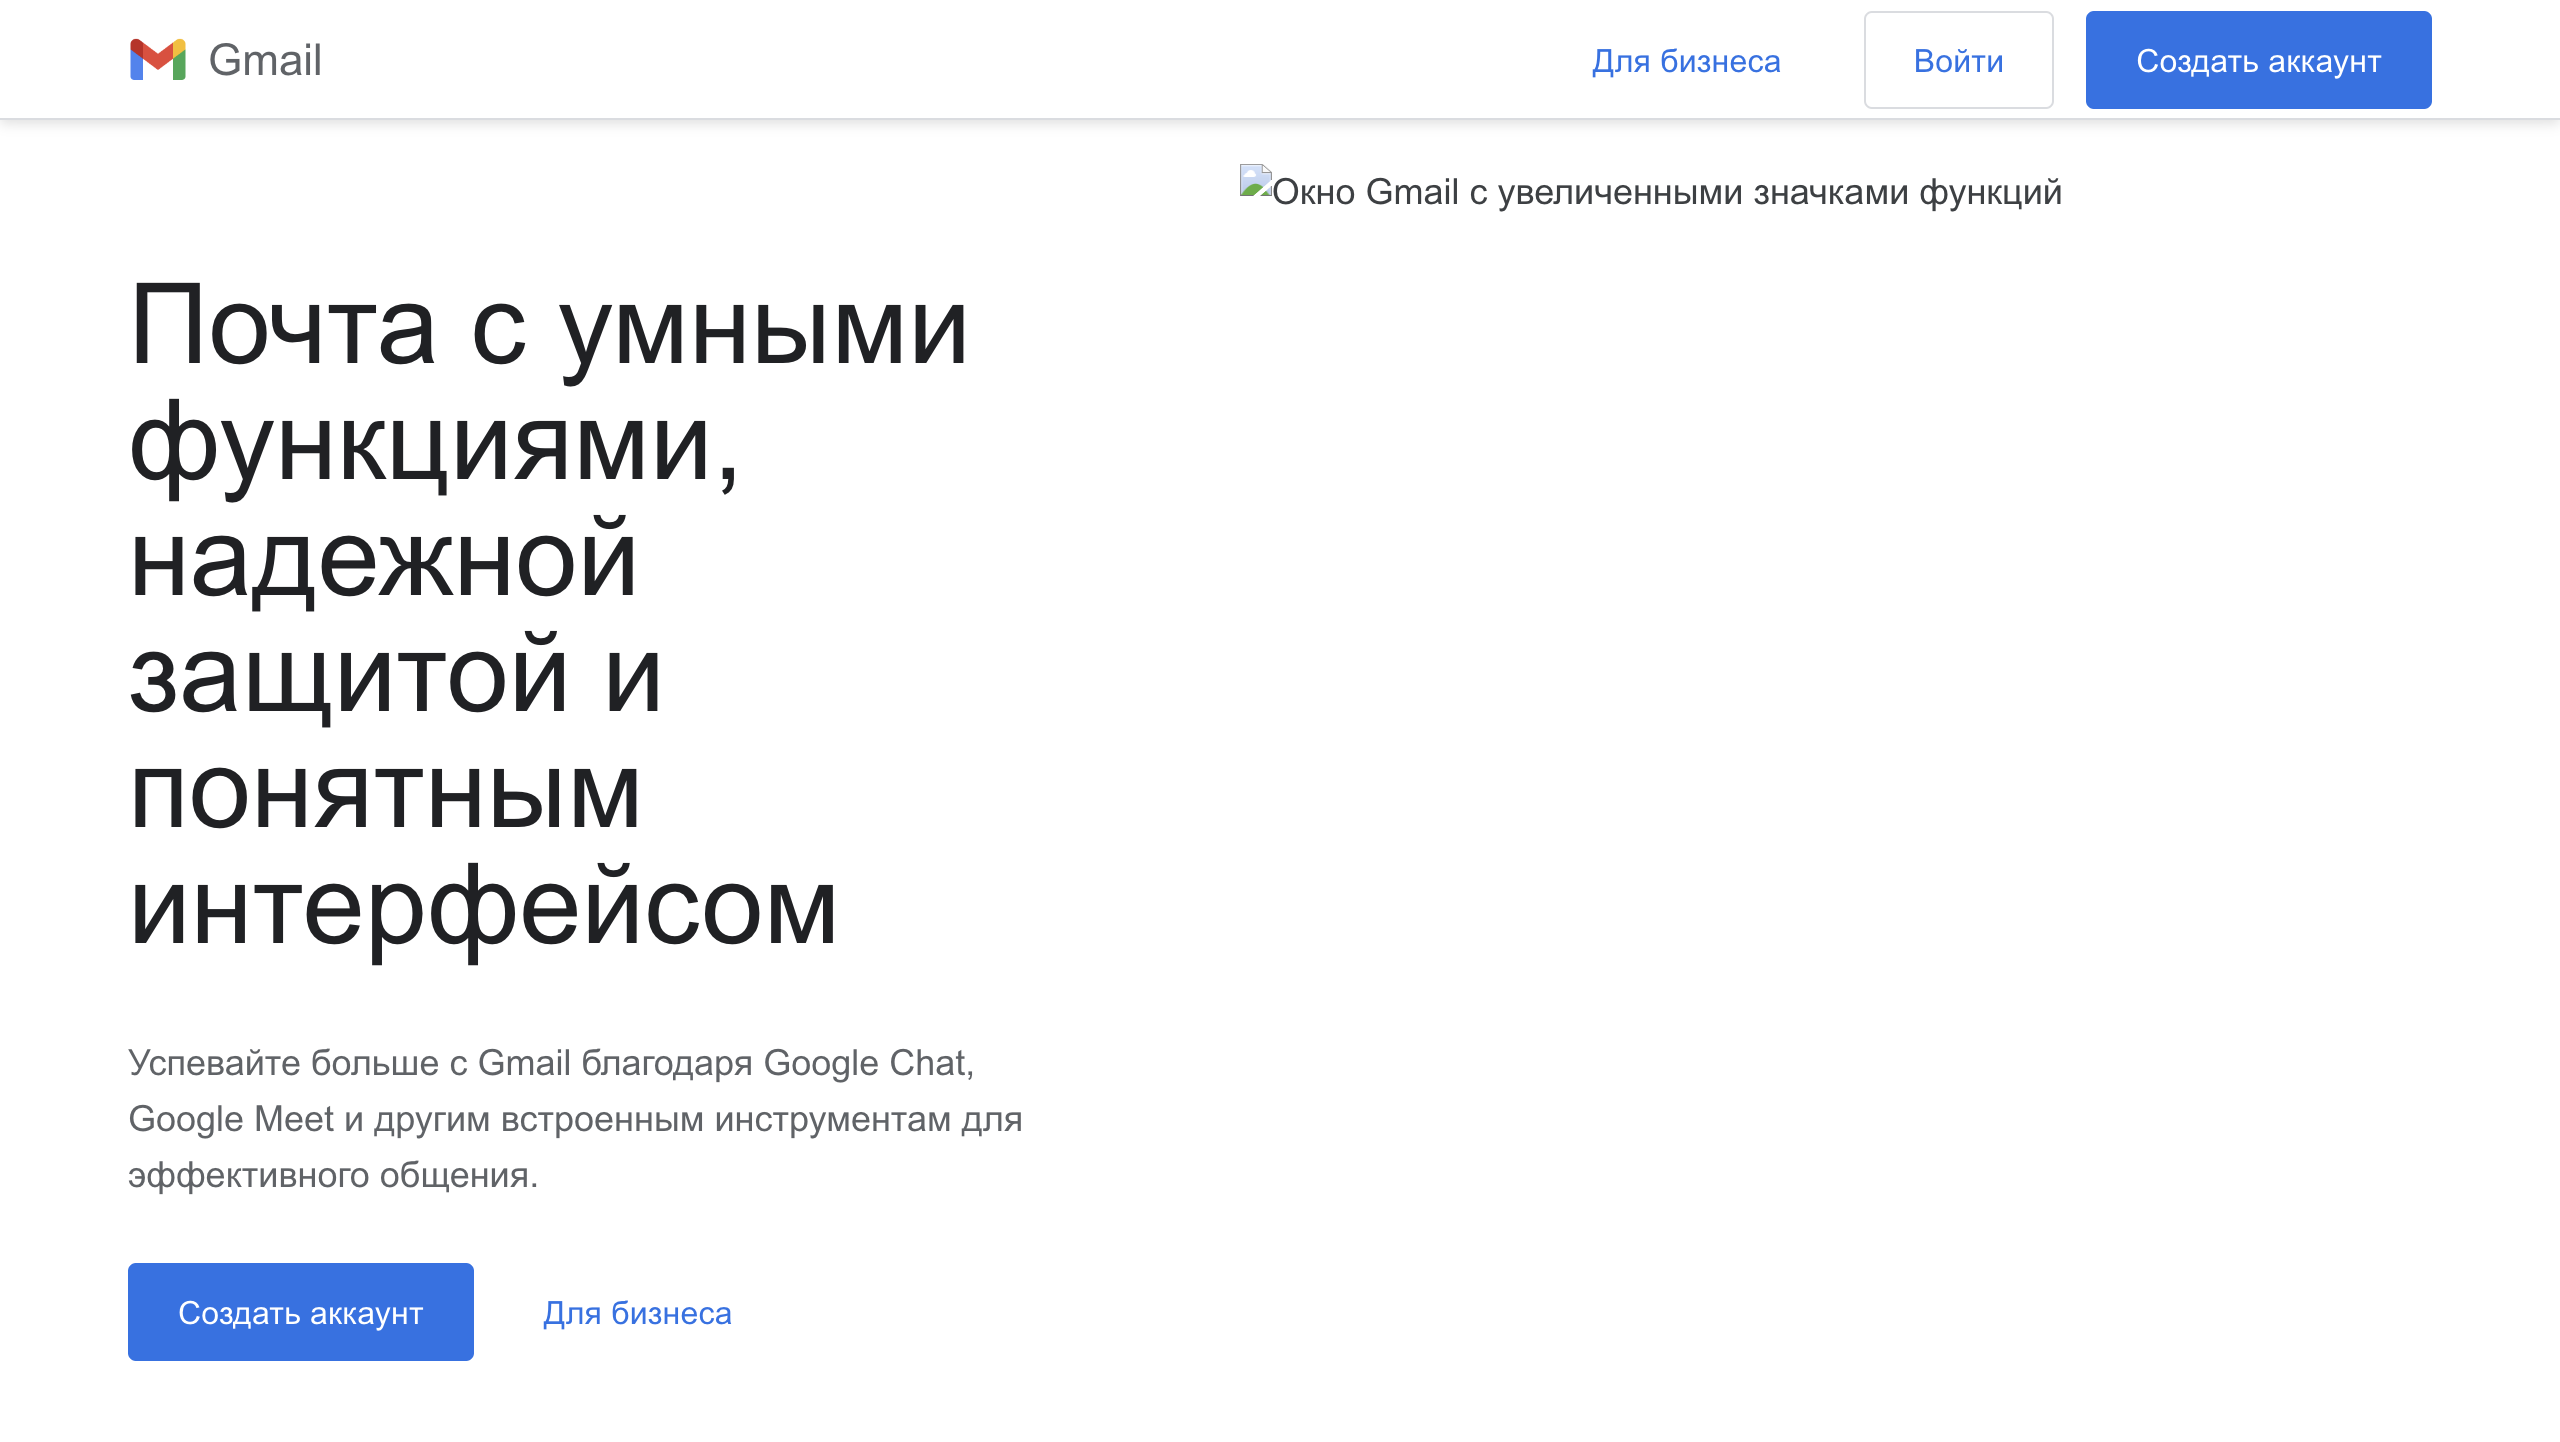 Gmail
Для бизнеса
Войти
Создать аккаунт
Окно Gmail с увеличенными значками функций
Почта с умными
функциями,
надежной
защитой и
понятным
интерфейсом
Успевайте больше с Gmail благодаря Google Chat,
Google Meet и другим встроенным инструментам для
эффективного общения.
Создать аккаунт
Для бизнеса